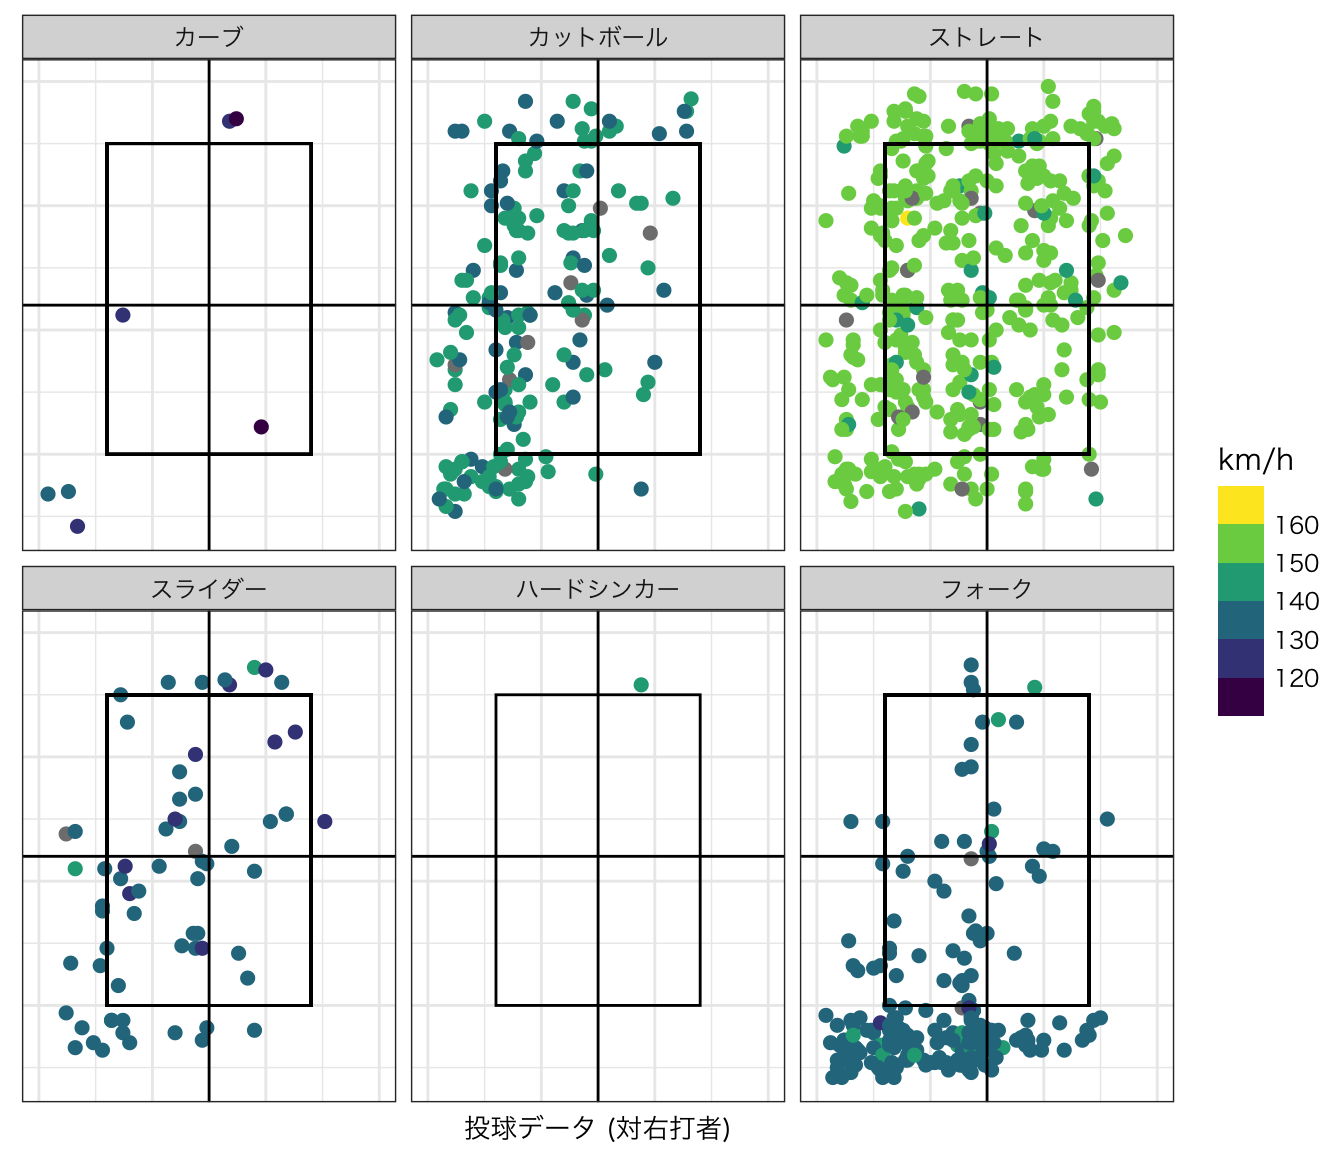 カーブ
カットボール
ストレート
スライダー
ハードシンカー
フォーク
km/h
160
150
140
130
120
投球データ (対右打者)